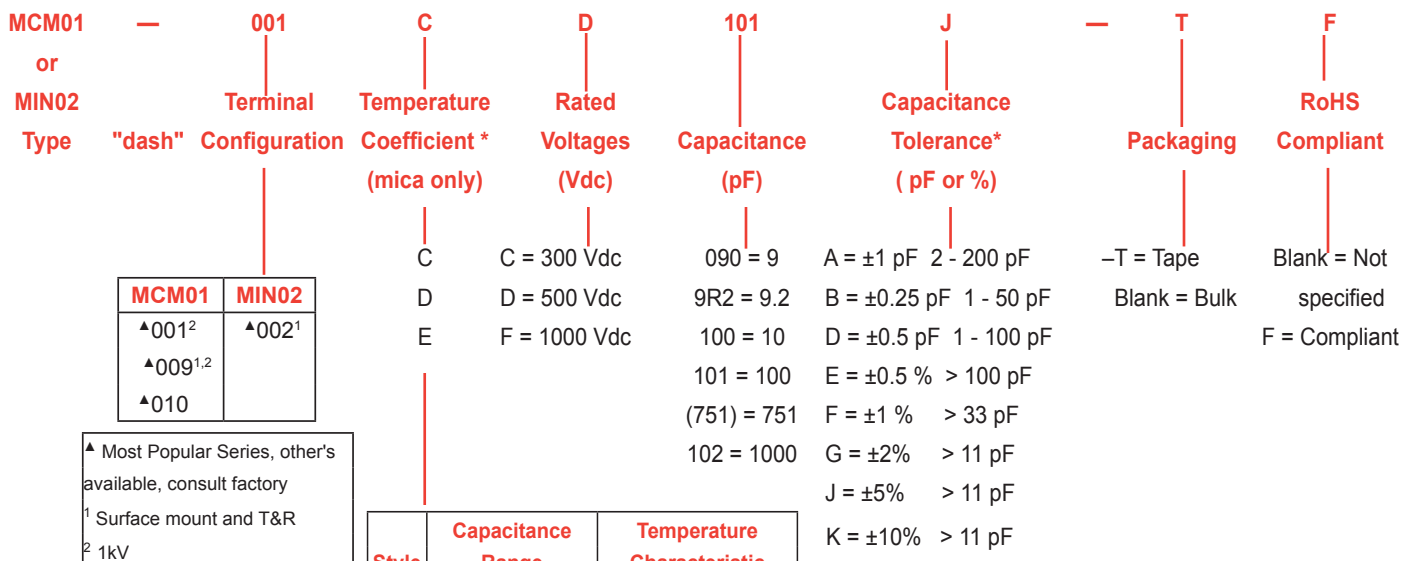 MCM01 — 001 C D 101 J — T F
or
MIN02 Terminal Temperature Rated Capacitance RoHS
Type "dash" Configuration Coefficient * Voltages Capacitance Tolerance* Packaging Compliant
(mica only) (Vdc) (pF) ( pF or %)
C C = 300 Vdc 090 = 9 A = ±1 pF 2 - 200 pF –T = Tape Blank = Not
MCM01 MIN02 D D = 500 Vdc 9R2 = 9.2 B = ±0.25 pF 1 - 50 pF Blank = Bulk specified
▲001² ▲002¹ E F = 1000 Vdc 100 = 10 D = ±0.5 pF 1 - 100 pF F = Compliant
▲009¹,² 101 = 100 E = ±0.5 % > 100 pF
▲010 (751) = 751 F = ±1 % > 33 pF
▲ Most Popular Series, other's 102 = 1000 G = ±2% > 11 pF
available, consult factory J = ±5% > 11 pF
¹ Surface mount and T&R Capacitance Temperature K = ±10% > 11 pF
² 1kV Style Range Characteristic